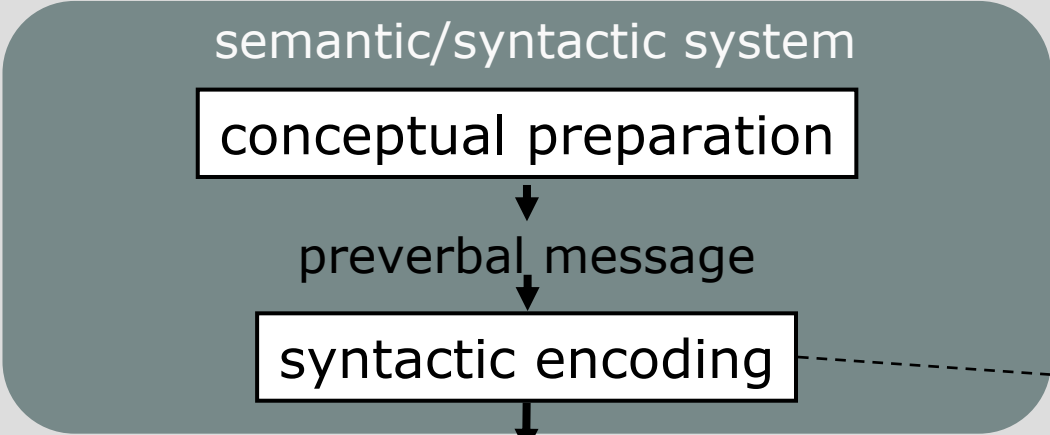 semantic/syntactic system
conceptual preparation
preverbal message
syntactic encoding